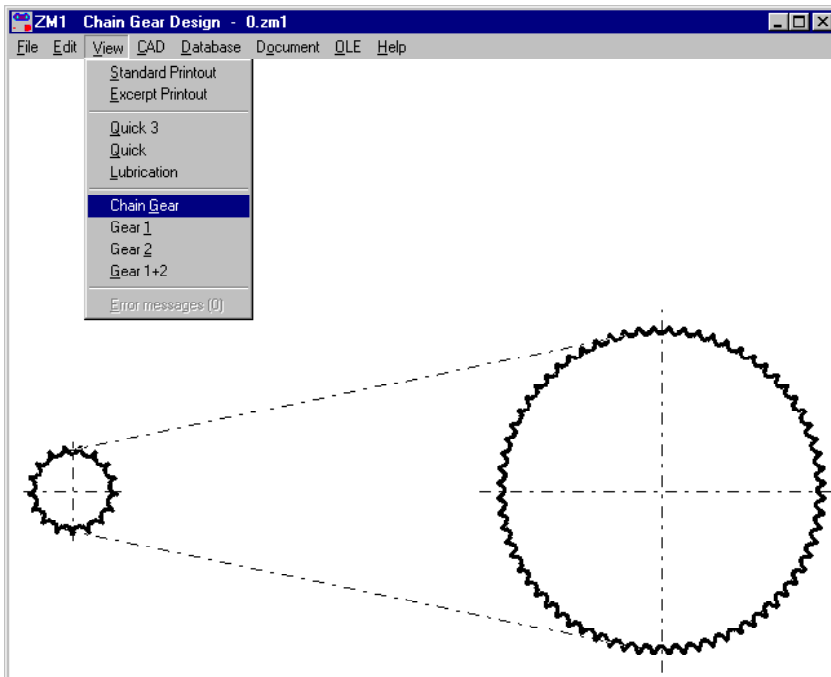 ZM1 Chain Gear Design - 0.zm1
File Edit View CAD Database Document OLE Help
Standard Printout
Excerpt Printout
Quick 3
Quick
Lubrication
Chain Gear
Gear 1
Gear 2
Gear 1+2
Error messages (0)